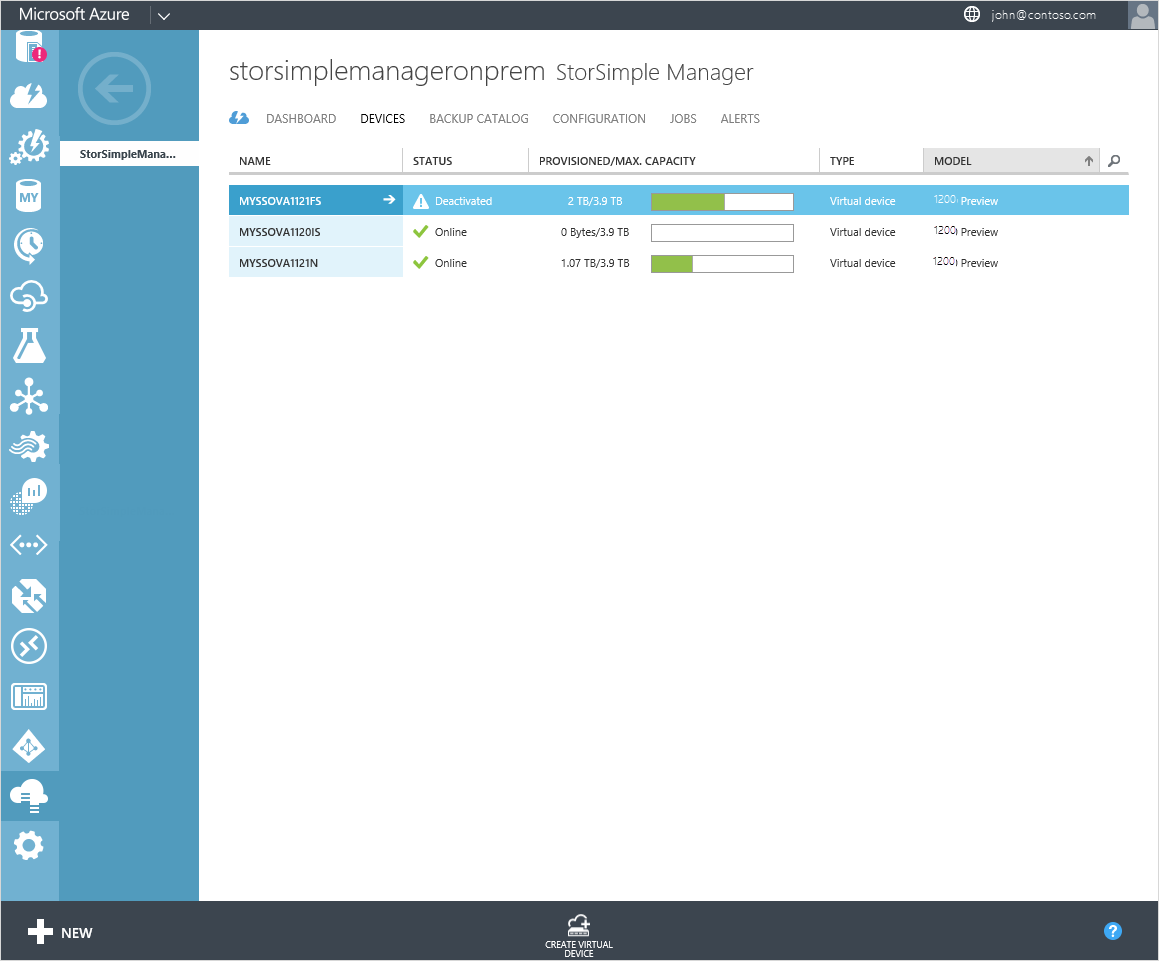 Microsoft Azure
john@contoso.com
storsimplemanageronprem StorSimple Manager
DASHBOARD DEVICES BACKUP CATALOG CONFIGURATION JOBS ALERTS
StorSimpleMana...
NAME STATUS PROVISIONED/MAX. CAPACITY TYPE MODEL
MYSSOVA1121FS Deactivated 2 TB/3.9 TB Virtual device 1200 Preview
MY
MYSSOVA1120IS Online 0 Bytes/3.9 TB Virtual device 1200 Preview
MYSSOVA1121N Online 1.07 TB/3.9 TB Virtual device 1200 Preview
NEW
CREATE VIRTUAL
DEVICE
?